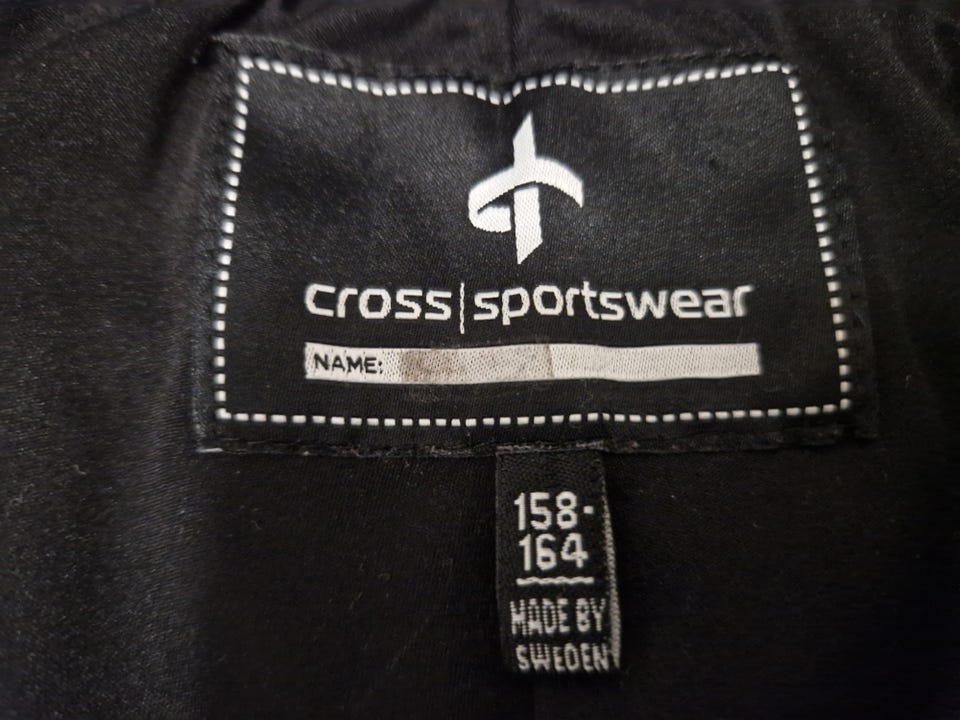 cross|sportswear
NAME:
158-
164
MADE BY
SWEDEN